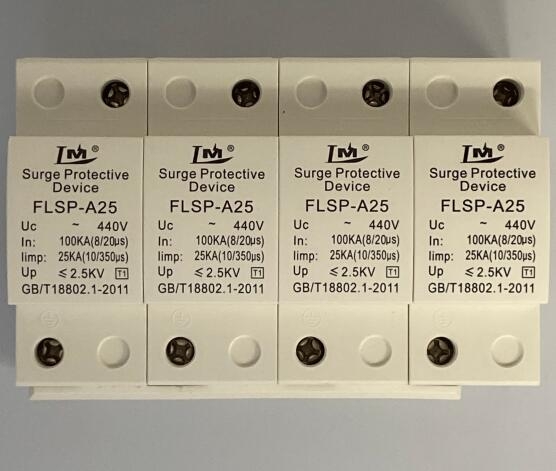 LM®
Surge Protective
Device
FLSP-A25
Uc ~ 440V
In: 100KA(8/20µs)
Iimp: 25KA(10/350µs)
Up ≤2.5KV T1
GB/T18802.1-2011
LM®
Surge Protective
Device
FLSP-A25
Uc ~ 440V
In: 100KA(8/20µs)
Iimp: 25KA(10/350µs)
Up ≤2.5KV T1
GB/T18802.1-2011
LM®
Surge Protective
Device
FLSP-A25
Uc ~ 440V
In: 100KA(8/20µs)
Iimp: 25KA(10/350µs)
Up ≤2.5KV T1
GB/T18802.1-2011
LM®
Surge Protective
Device
FLSP-A25
Uc ~ 440V
In: 100KA(8/20µs)
Iimp: 25KA(10/350µs)
Up ≤2.5KV T1
GB/T18802.1-2011